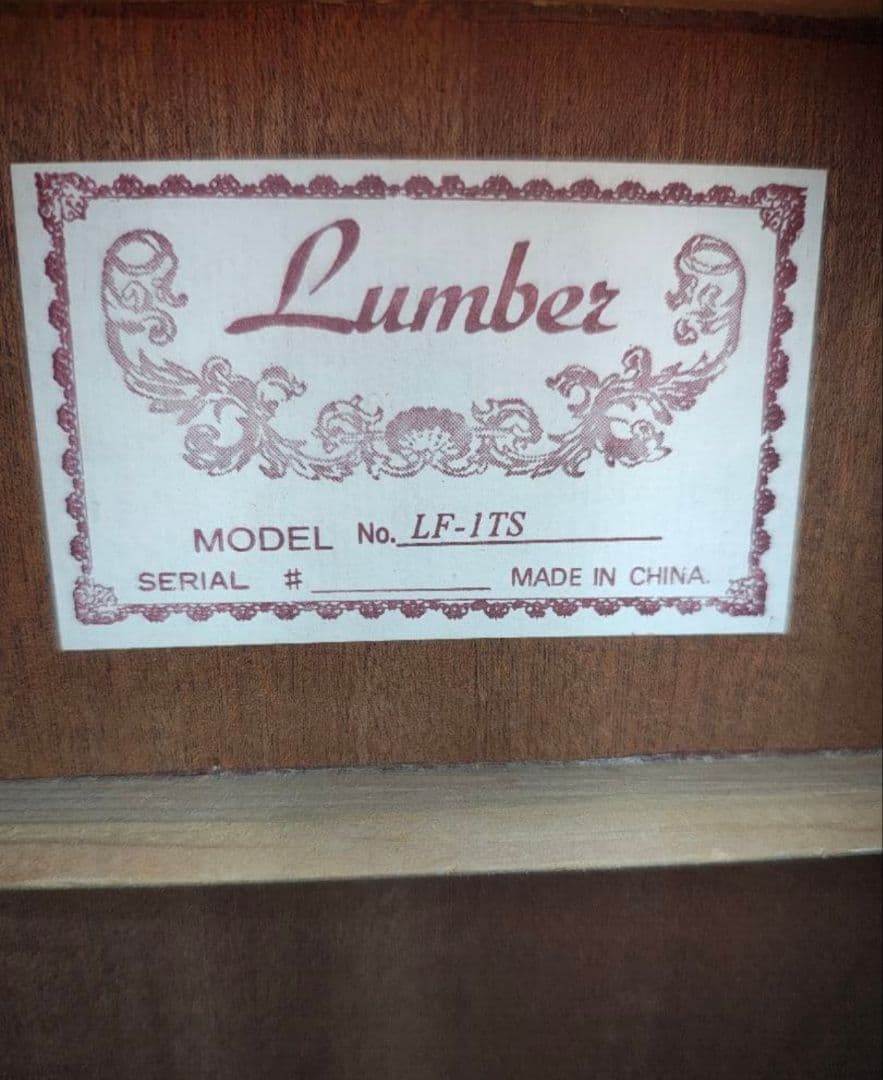 Lumber
MODEL No. LF-1TS
SERIAL # MADE IN CHINA.